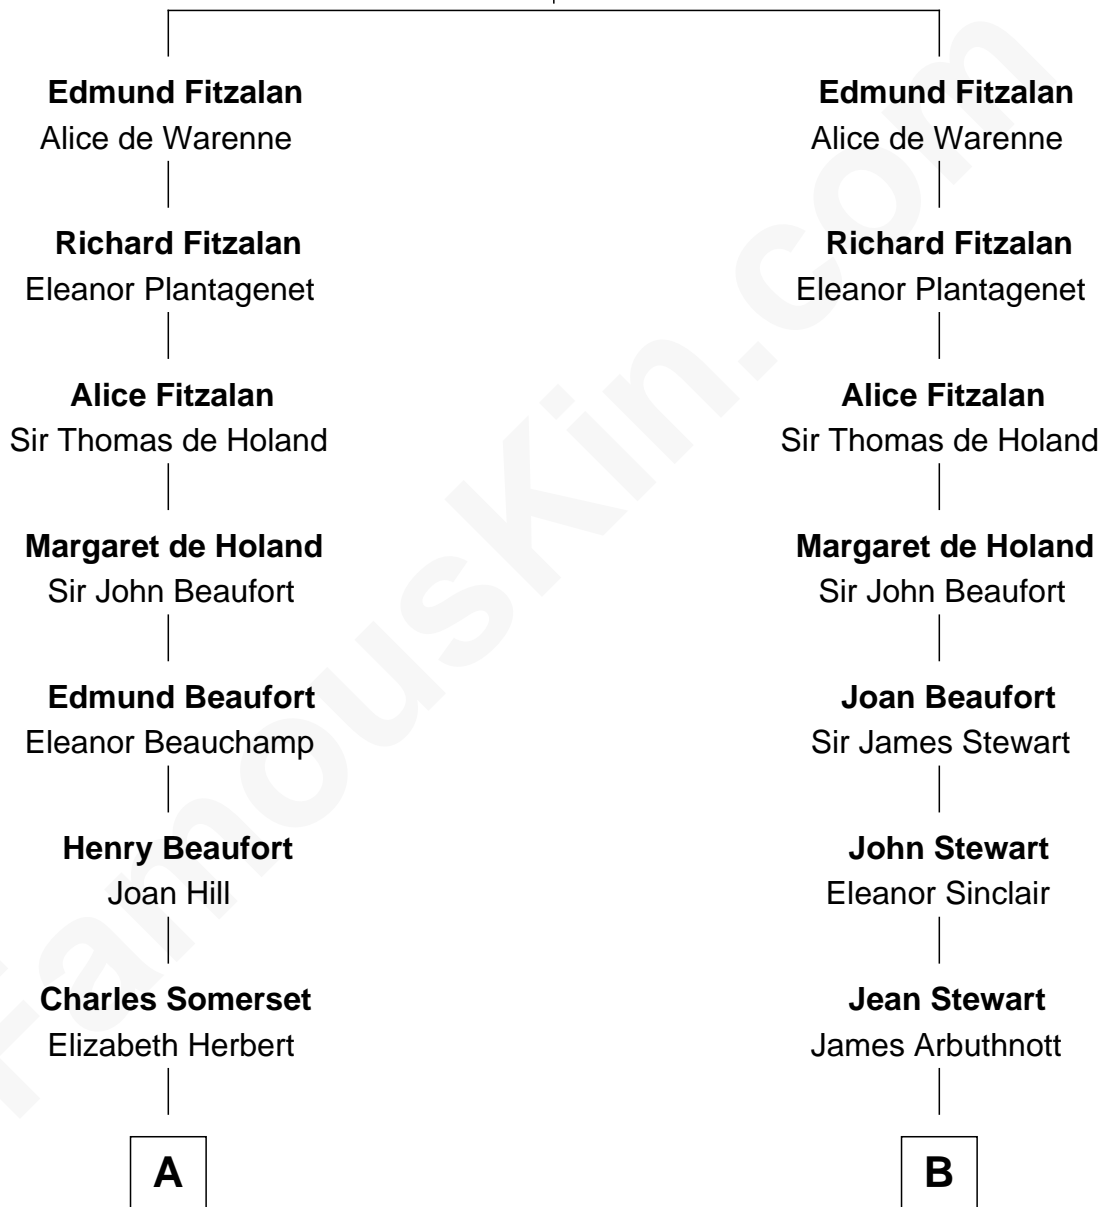 Edmund Fitzalan
Alice de Warenne
Richard Fitzalan
Eleanor Plantagenet
Alice Fitzalan
Sir Thomas de Holand
Margaret de Holand
Sir John Beaufort
Edmund Beaufort
Eleanor Beauchamp
Henry Beaufort
Joan Hill
Charles Somerset
Elizabeth Herbert
A
Edmund Fitzalan
Alice de Warenne
Richard Fitzalan
Eleanor Plantagenet
Alice Fitzalan
Sir Thomas de Holand
Margaret de Holand
Sir John Beaufort
Joan Beaufort
Sir James Stewart
John Stewart
Eleanor Sinclair
Jean Stewart
James Arbuthnott
B
FamousKin.com